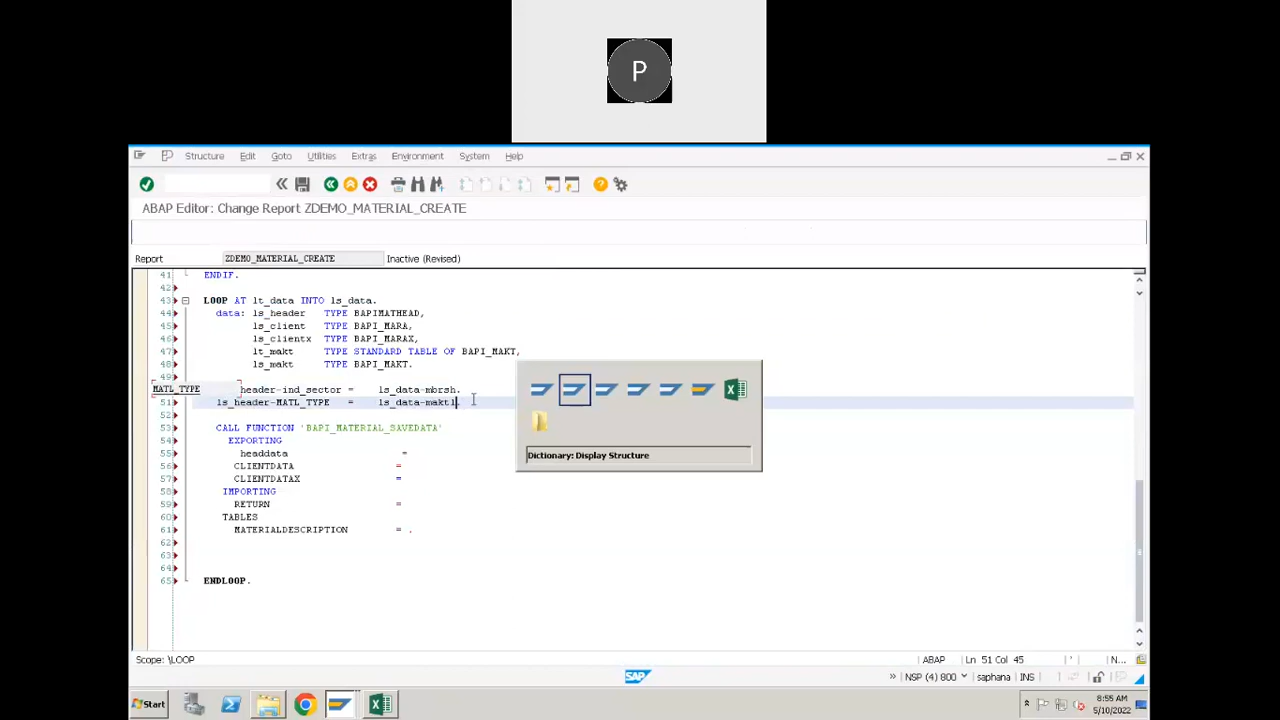 P
Structure Edit Goto Utilities Extras Environment System Help
ABAP Editor: Change Report ZDEMO_MATERIAL_CREATE
Report ZDEMO_MATERIAL_CREATE Inactive (Revised)
41 ENDIF.
42
43 LOOP AT lt_data INTO ls_data.
44 data: ls_header TYPE BAPIMATHEAD,
45 ls_client TYPE BAPI_MARA,
46 ls_clientx TYPE BAPI_MARAX,
47 lt_makt TYPE STANDARD TABLE OF BAPI_MAKT,
48 ls_makt TYPE BAPI_MAKT.
49
MATL_TYPE header-ind_sector = ls_data-mbrsh.
51 ls_header-MATL_TYPE = ls_data-maktl.
53 CALL FUNCTION 'BAPI_MATERIAL_SAVEDATA'
54 EXPORTING
55 headdata =
56 CLIENTDATA =
57 CLIENTDATAX =
58 IMPORTING
59 RETURN =
60 TABLES
61 MATERIALDESCRIPTION = .
62
63
64
65 ENDLOOP.
Dictionary: Display Structure
Scope: \LOOP ABAP Ln 51 Col 45 N...
SAP » NSP (4) 800 saphana INS
Start 8:55 AM
5/10/2022